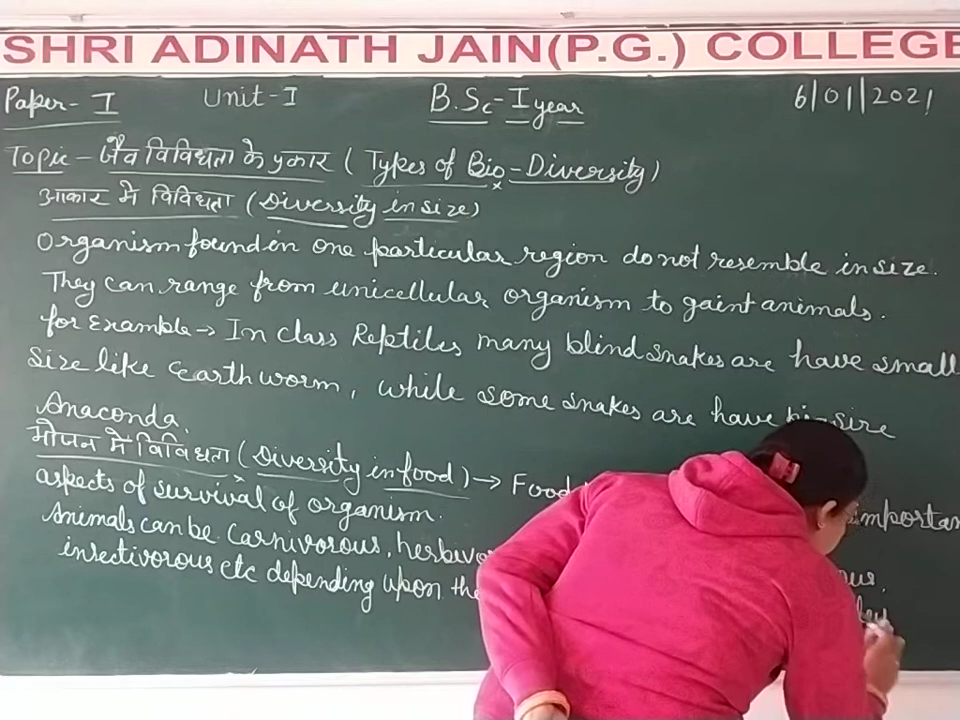 SHRI ADINATH JAIN(P.G.) COLLEGE
Paper- I Unit-I B.Sc-I year 6/01/2021
Topic - जैव विविधता के प्रकार ( Types of Bio-Diversity)
आकार मे विविधता (Diversity in size)
Organism found in one particular region do not resemble in size.
They can range from unicellular organism to gaint animals.
for Example → In class Reptiles many blind snakes are have small
size like earthworm, while some snakes are have size
Anaconda.
भोजन में विविधता (Diversity in food) → Food importan
aspects of survival of organism.
Animals can be Carnivorous, herbivo
insectivorous etc depending upon the